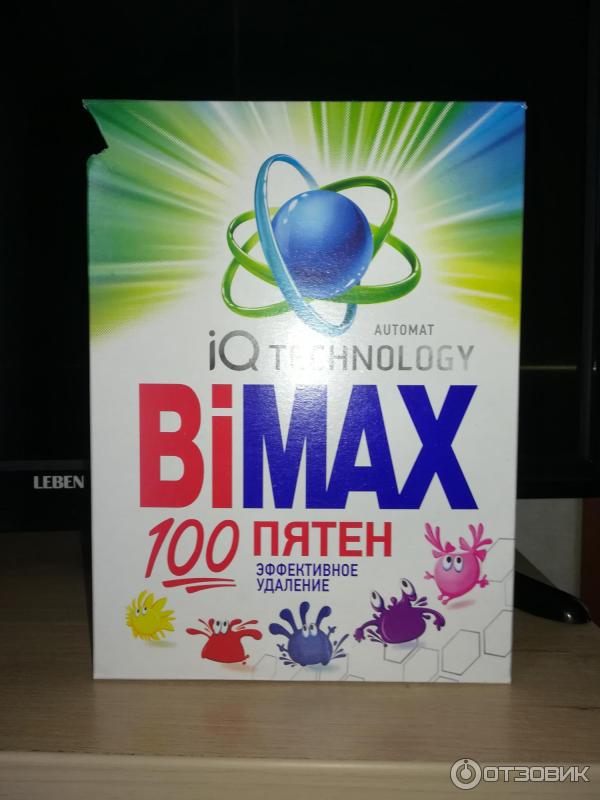 AUTOMAT
iQ TECHNOLOGY
BiMAX
100 ПЯТЕН
ЭФФЕКТИВНОЕ
УДАЛЕНИЕ
LEBEN
ОТЗОВИК